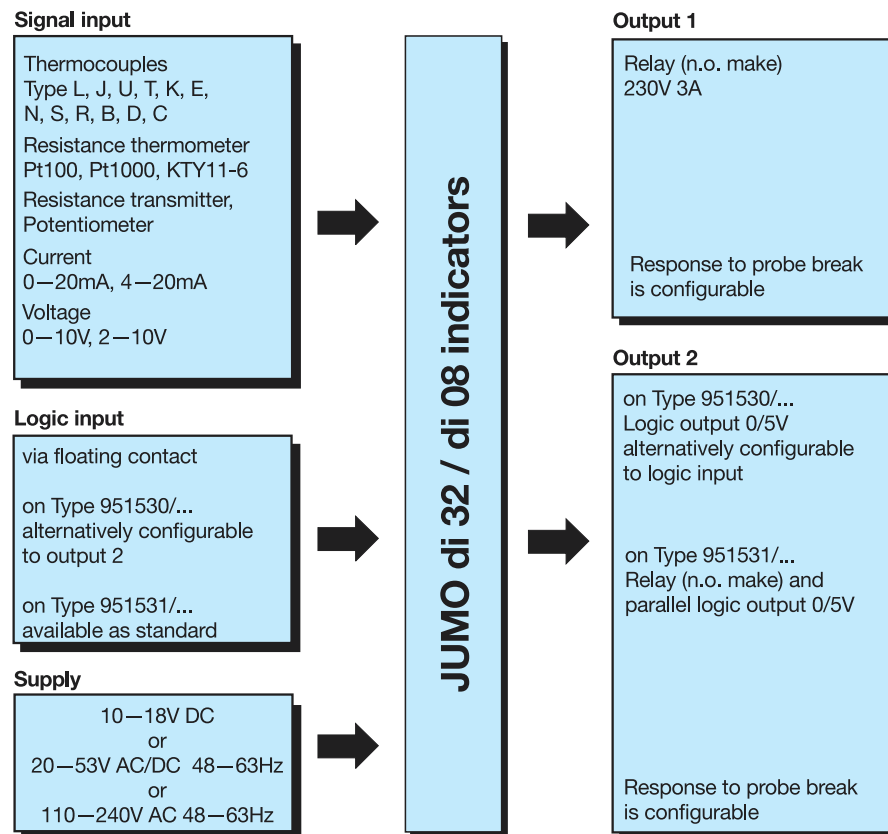 Signal input
Thermocouples
Type L, J, U, T, K, E,
N, S, R, B, D, C
Resistance thermometer
Pt100, Pt1000, KTY11-6
Resistance transmitter,
Potentiometer
Current
0—20mA, 4—20mA
Voltage
0—10V, 2—10V
Logic input
via floating contact
on Type 951530/...
alternatively configurable
to output 2
on Type 951531/...
available as standard
Supply
10—18V DC
or
20—53V AC/DC 48—63Hz
or
110—240V AC 48—63Hz
JUMO di 32 / di 08 indicators
Output 1
Relay (n.o. make)
230V 3A
Response to probe break
is configurable
Output 2
on Type 951530/...
Logic output 0/5V
alternatively configurable
to logic input
on Type 951531/...
Relay (n.o. make) and
parallel logic output 0/5V
Response to probe break
is configurable